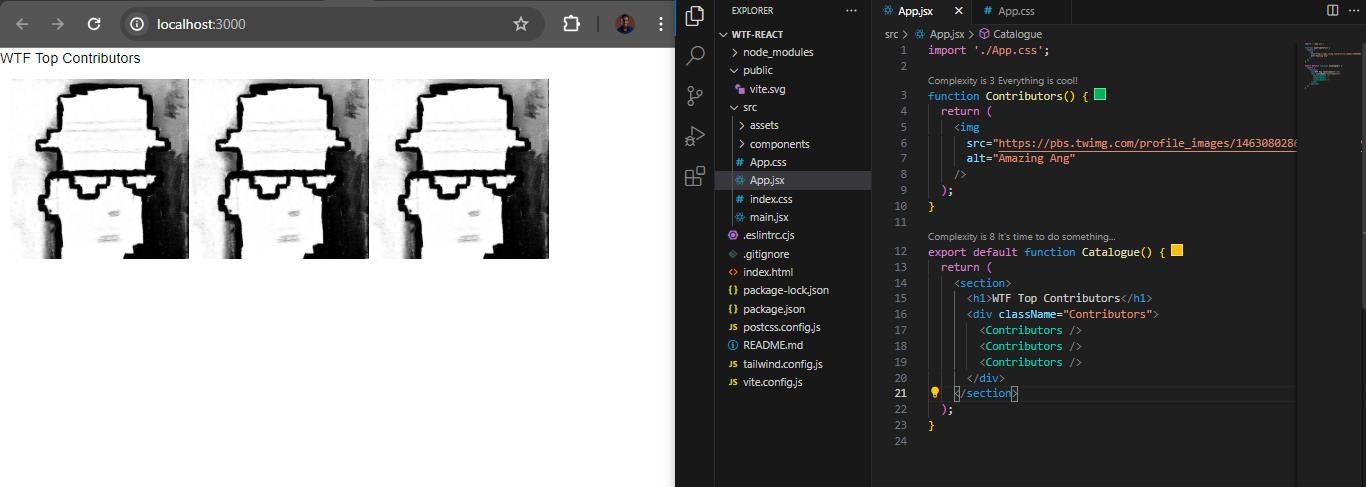 localhost:3000
WTF Top Contributors
EXPLORER
WTF-REACT
node_modules
public
vite.svg
src
assets
components
App.css
App.jsx
index.css
main.jsx
.eslintrc.cjs
.gitignore
index.html
package-lock.json
package.json
postcss.config.js
README.md
tailwind.config.js
vite.config.js
App.jsx
App.css
src > App.jsx > Catalogue
1 import './App.css';
2
Complexity is 3 Everything is cool!
3 function Contributors() {
4 return (
5 <img
6 src="https://pbs.twimg.com/profile_images/1463080286
7 alt="Amazing Ang"
8 />
9 );
10 }
11
Complexity is 8 It's time to do something...
12 export default function Catalogue() {
13 return (
14 <section>
15 <h1>WTF Top Contributors</h1>
16 <div className="Contributors">
17 <Contributors />
18 <Contributors />
19 <Contributors />
20 </div>
21 </section>
22 );
23 }
24